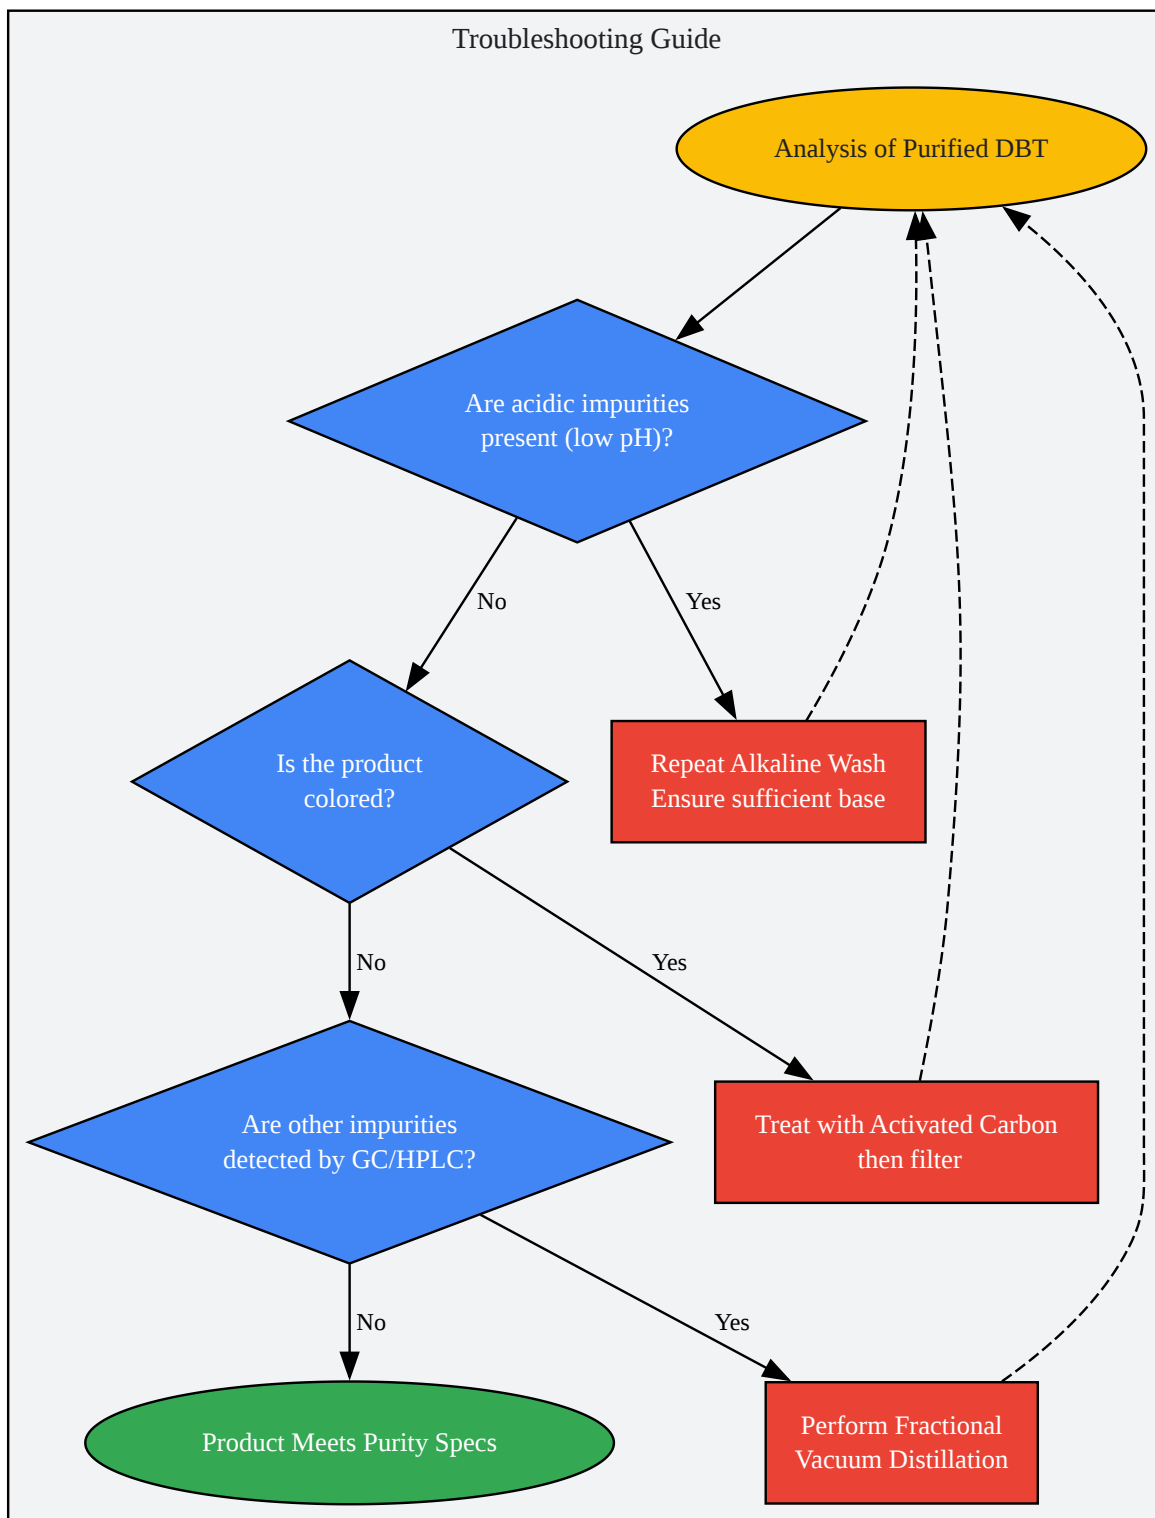 Troubleshooting Guide
Analysis of Purified DBT
Are acidic impurities
present (low pH)?
No
Yes
Is the product
colored?
Repeat Alkaline Wash
Ensure sufficient base
No
Yes
Are other impurities
detected by GC/HPLC?
Treat with Activated Carbon
then filter
No
Yes
Product Meets Purity Specs
Perform Fractional
Vacuum Distillation